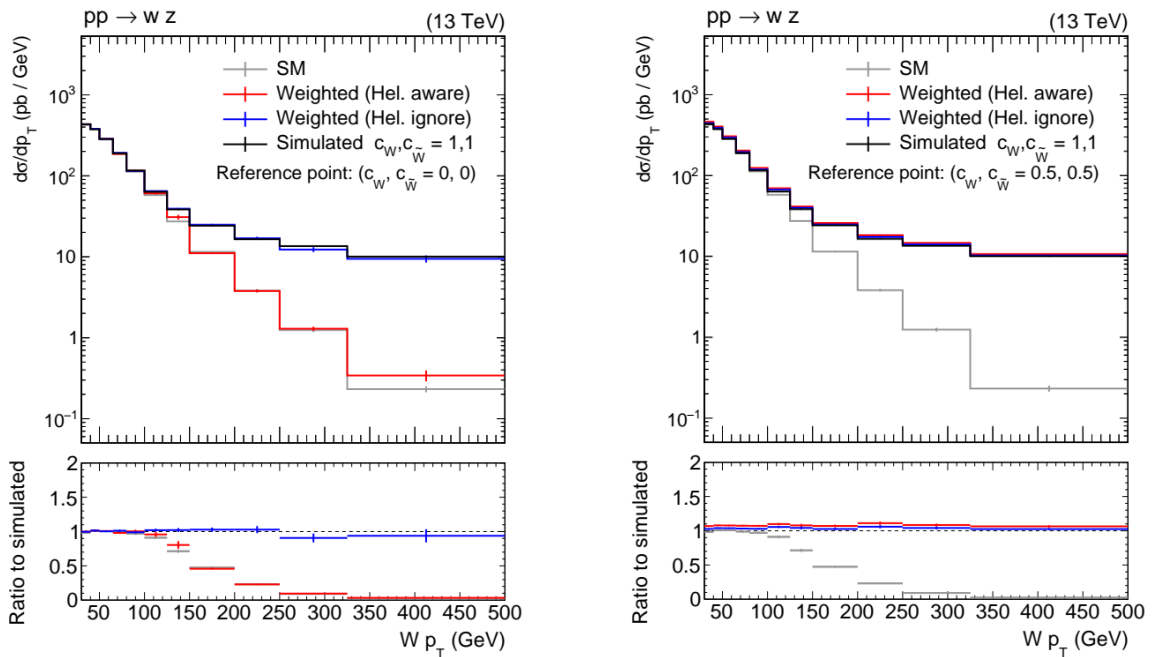 pp → w z (13 TeV)
dσ/dp_T (pb / GeV)
10³
10²
10
1
10⁻¹
SM
Weighted (Hel. aware)
Weighted (Hel. ignore)
Simulated c_W,c_W̃ = 1,1
Reference point: (c_W, c_W̃ = 0, 0)
Ratio to simulated
2
1.5
1
0.5
0
50 100 150 200 250 300 350 400 450 500
W p_T (GeV)
pp → w z (13 TeV)
dσ/dp_T (pb / GeV)
10³
10²
10
1
10⁻¹
SM
Weighted (Hel. aware)
Weighted (Hel. ignore)
Simulated c_W,c_W̃ = 1,1
Reference point: (c_W, c_W̃ = 0.5, 0.5)
Ratio to simulated
2
1.5
1
0.5
0
50 100 150 200 250 300 350 400 450 500
W p_T (GeV)